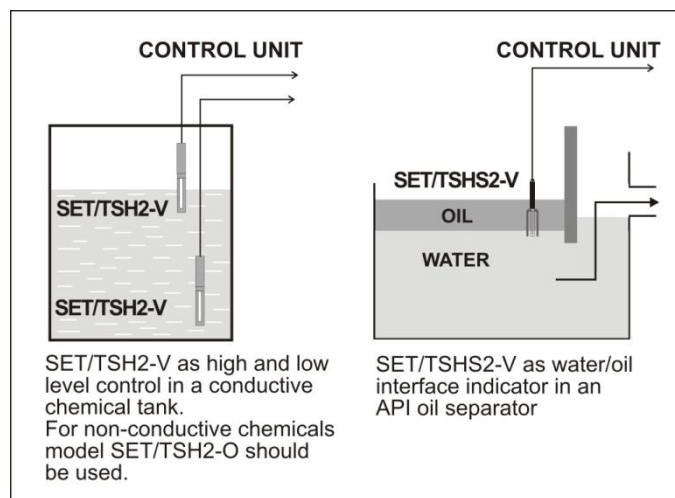 CONTROL UNIT
SET/TSH2-V
SET/TSH2-V
SET/TSH2-V as high and low
level control in a conductive
chemical tank.
For non-conductive chemicals
model SET/TSH2-O should
be used.
CONTROL UNIT
SET/TSHS2-V
OIL
WATER
SET/TSHS2-V as water/oil
interface indicator in an
API oil separator